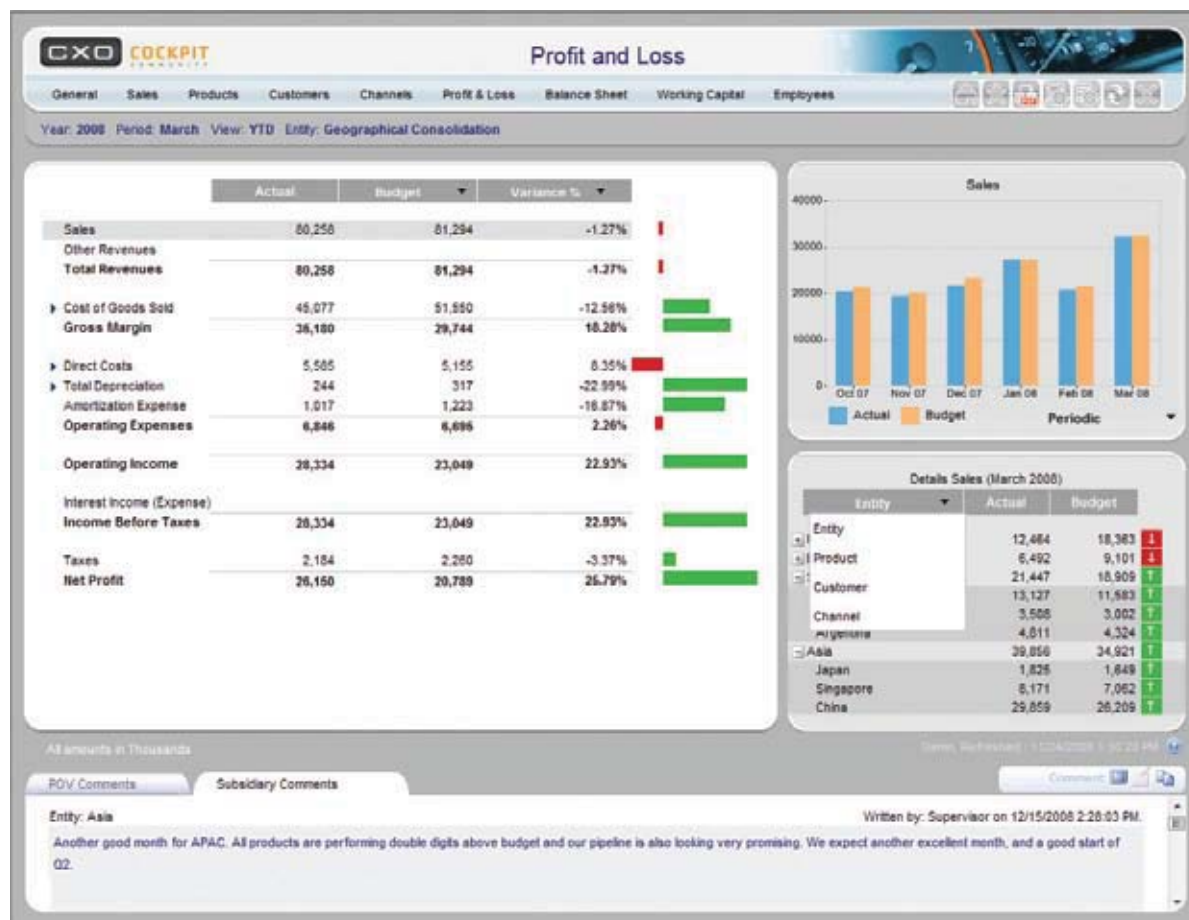 CXO COCKPIT
COMMUNITY
Profit and Loss
General Sales Products Customers Channels Profit & Loss Balance Sheet Working Capital Employees
Year: 2008 Period: March View: YTD Entity: Geographical Consolidation
Actual Budget Variance %
Sales 80,258 81,294 -1.27%
Other Revenues
Total Revenues 80,258 81,294 -1.27%
Cost of Goods Sold 45,077 51,550 -12.56%
Gross Margin 35,180 29,744 18.28%
Direct Costs 5,585 5,155 8.35%
Total Depreciation 244 317 -22.99%
Amortization Expense 1,017 1,223 -16.87%
Operating Expenses 6,846 6,695 2.26%
Operating Income 28,334 23,049 22.93%
Interest Income (Expense)
Income Before Taxes 28,334 23,049 22.93%
Taxes 2,184 2,260 -3.37%
Net Profit 26,150 20,789 25.79%
Sales
40000
30000
20000
10000
0
Oct 07 Nov 07 Dec 07 Jan 08 Feb 08 Mar 08
Actual Budget Periodic
Details Sales (March 2008)
Entity Actual Budget
Entity
12,464 18,363
Product 6,492 9,101
21,447 18,909
Customer
13,127 11,583
Channel 3,508 3,002
Argentina 4,811 4,324
Asia 39,856 34,921
Japan 1,825 1,649
Singapore 8,171 7,062
China 29,859 26,209
All amounts in Thousands
POV Comments Subsidiary Comments
Comment:
Entity: Asia Written by: Supervisor on 12/15/2008 2:28:03 PM.
Another good month for APAC. All products are performing double digits above budget and our pipeline is also looking very promising. We expect another excellent month, and a good start of
Q2.